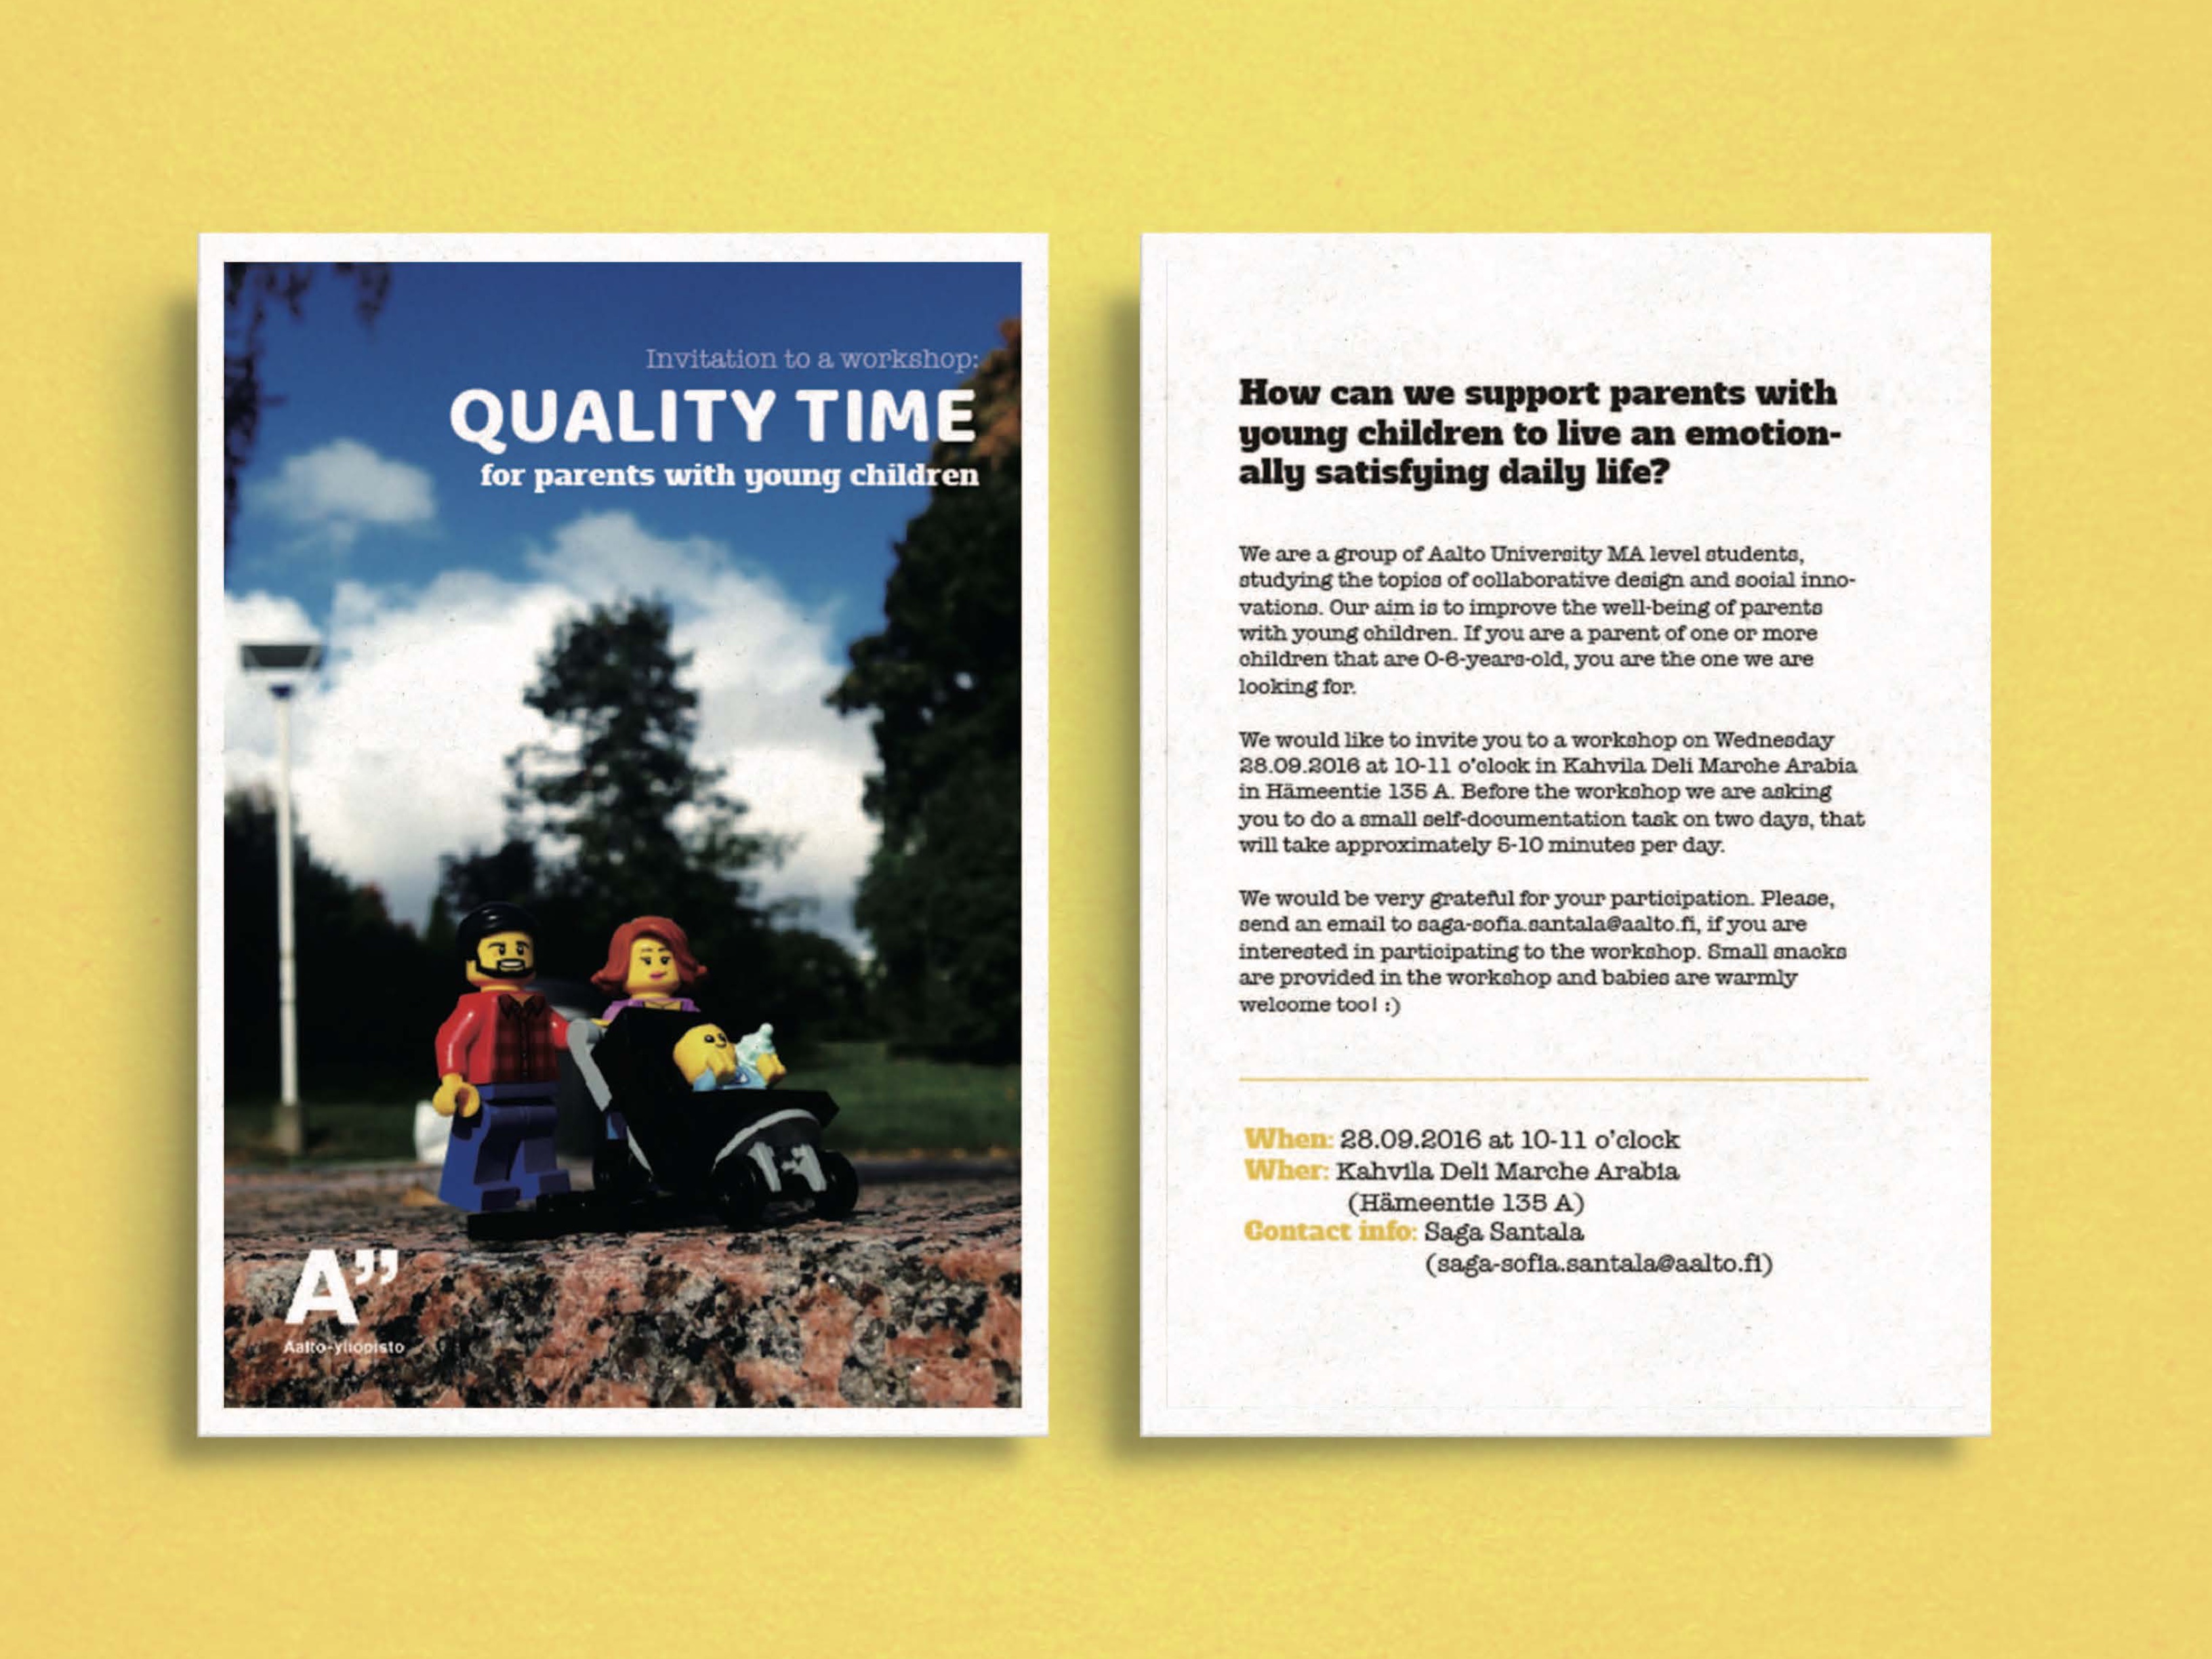 Invitation to a workshop:
QUALITY TIME
for parents with young children
A”
Aalto-yliopisto
How can we support parents with
young children to live an emotion-
ally satisfying daily life?
We are a group of Aalto University MA level students,
studying the topics of collaborative design and social inno-
vations. Our aim is to improve the well-being of parents
with young children. If you are a parent of one or more
children that are 0-6-years-old, you are the one we are
looking for.
We would like to invite you to a workshop on Wednesday
28.09.2016 at 10-11 o’clock in Kahvila Deli Marche Arabia
in Hämeentie 135 A. Before the workshop we are asking
you to do a small self-documentation task on two days, that
will take approximately 5-10 minutes per day.
We would be very grateful for your participation. Please,
send an email to saga-sofia.santala@aalto.fi, if you are
interested in participating to the workshop. Small snacks
are provided in the workshop and babies are warmly
welcome too! :)
When: 28.09.2016 at 10-11 o’clock
Wher: Kahvila Deli Marche Arabia
(Hämeentie 135 A)
Contact info: Saga Santala
(saga-sofia.santala@aalto.fi)